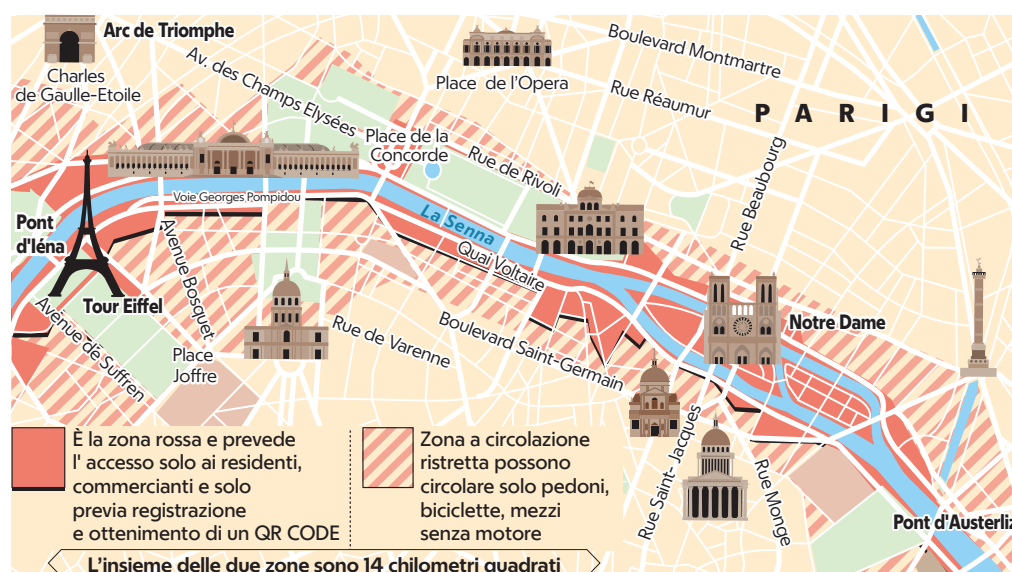 Arc de Triomphe
Charles
de Gaulle-Etoile
Av. des Champs Elysées
Place de l'Opera
Boulevard Montmartre
Rue Réaumur
PARIGI
Place de la
Concorde
Rue de Rivoli
Rue Beaubourg
Voie Georges Pompidou
La Senna
Quai Voltaire
Pont
d'Iéna
Tour Eiffel
Avenue Bosquet
Avenue de Suffren
Place
Joffre
Rue de Varenne
Boulevard Saint-Germain
Notre Dame
Rue Saint- Jacques
Rue Monge
Pont d'Austerliz
È la zona rossa e prevede
l' accesso solo ai residenti,
commercianti e solo
previa registrazione
e ottenimento di un QR CODE
Zona a circolazione
ristretta possono
circolare solo pedoni,
biciclette, mezzi
senza motore
L'insieme delle due zone sono 14 chilometri quadrati